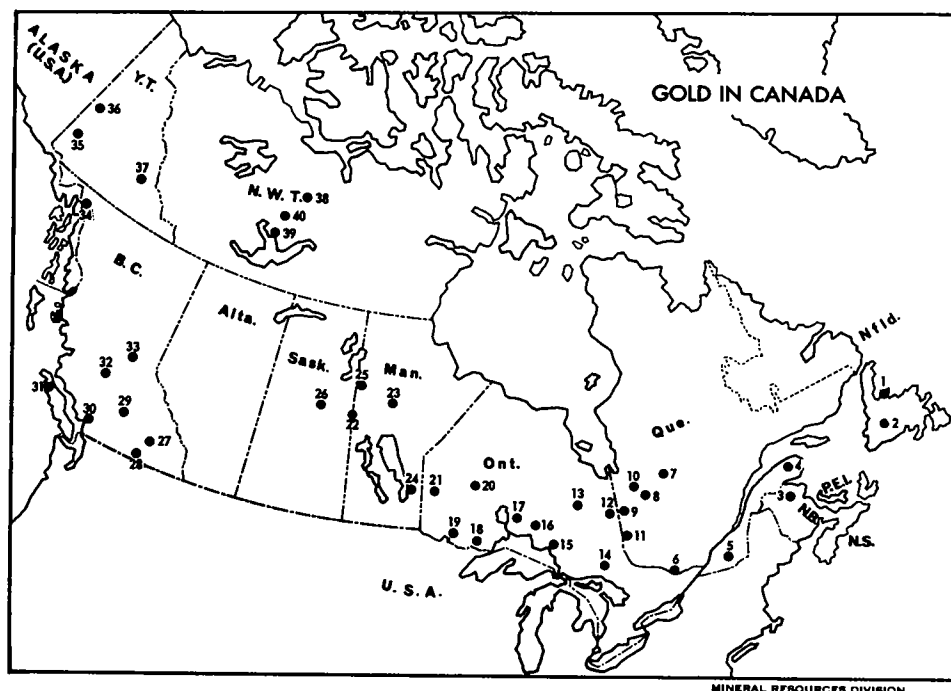 GOLD IN CANADA
ALASKA
(U.S.A.)
Y.T.
36
35
37
N. W. T.
38
40
39
34
B. C.
Alta.
Sask.
Man.
Nfld.
33
32
31
30
29
27
28
25
26
22
23
24
21
Ont.
20
Que.
1
2
10
7
8
9
13
12
11
17
16
15
14
19
18
6
5
4
3
P.E.I.
N.B.
N.S.
U. S. A.
MINERAL RESOURCES DIVISION